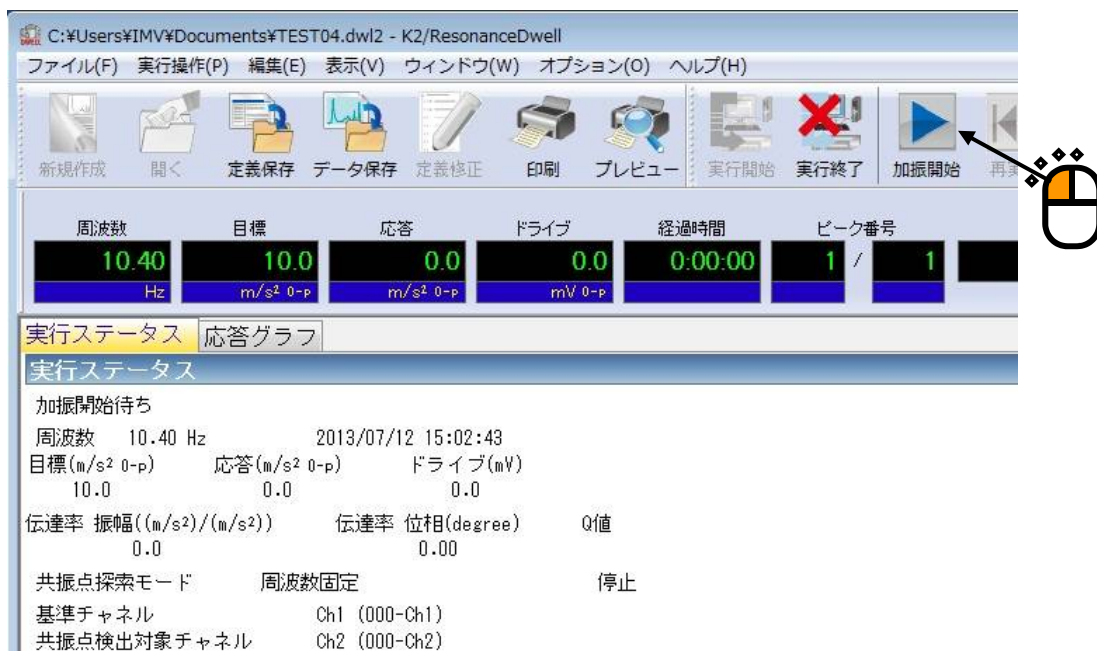 C:¥Users¥IMV¥Documents¥TEST04.dwl2 - K2/ResonanceDwell
ファイル(F) 実行操作(P) 編集(E) 表示(V) ウィンドウ(W) オプション(O) ヘルプ(H)
新規作成 開く 定義保存 データ保存 定義修正 印刷 プレビュー 実行開始 実行終了 加振開始
周波数 目標 応答 ドライブ 経過時間 ピーク番号
10.40 10.0 0.0 0.0 0:00:00 1 / 1
Hz m/s² 0-p m/s² 0-p mV 0-p
実行ステータス 応答グラフ
実行ステータス
加振開始待ち
周波数 10.40 Hz 2013/07/12 15:02:43
目標(m/s² 0-p) 応答(m/s² 0-p) ドライブ(mV)
10.0 0.0 0.0
伝達率 振幅((m/s²)/(m/s²)) 伝達率 位相(degree) Q値
0.0 0.00
共振点探索モード 周波数固定 停止
基準チャネル Ch1 (000-Ch1)
共振点検出対象チャネル Ch2 (000-Ch2)